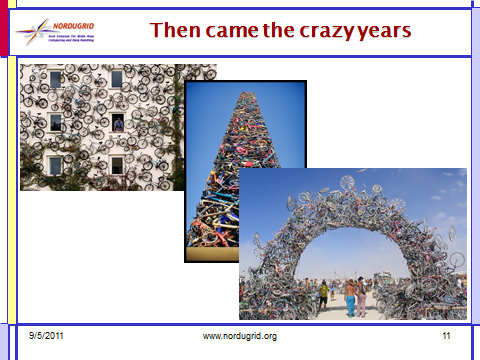 NORDUGRID
Grid Solution For Wide Area
Computing and Data Handling
Then came the crazy years
9/5/2011
www.nordugrid.org
11